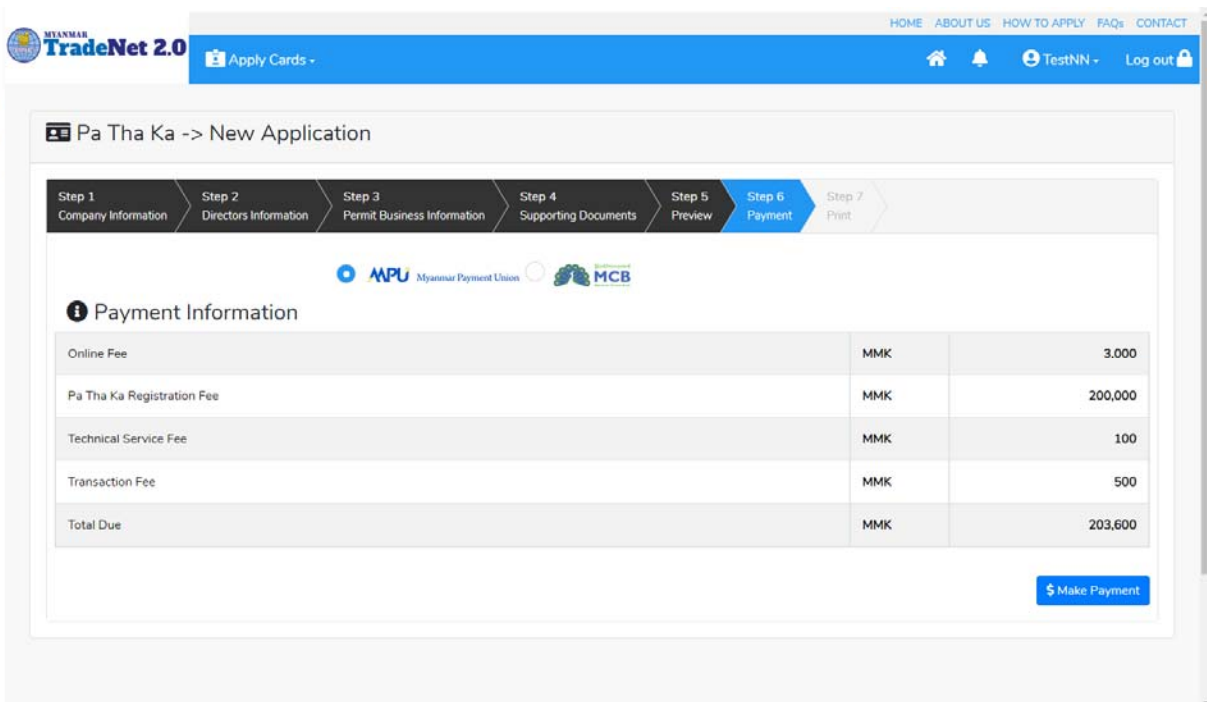 HOME ABOUT US HOW TO APPLY FAQs CONTACT
MYANMAR
TradeNet 2.0
Apply Cards
TestNN
Log out
Pa Tha Ka -> New Application
Step 1
Company Information
Step 2
Directors Information
Step 3
Permit Business Information
Step 4
Supporting Documents
Step 5
Preview
Step 6
Payment
Step 7
Print
MPU Myanmar Payment Union
MCB
Payment Information
Online Fee MMK 3.000
Pa Tha Ka Registration Fee MMK 200,000
Technical Service Fee MMK 100
Transaction Fee MMK 500
Total Due MMK 203,600
$ Make Payment